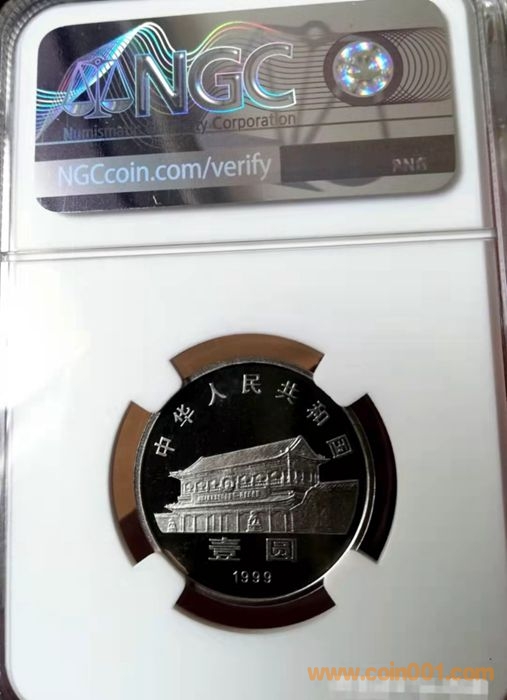 NGC
Numismatic Guaranty Corporation
NGCcoin.com/verify
中华人民共和国
壹圆
1999
www.coin001.com